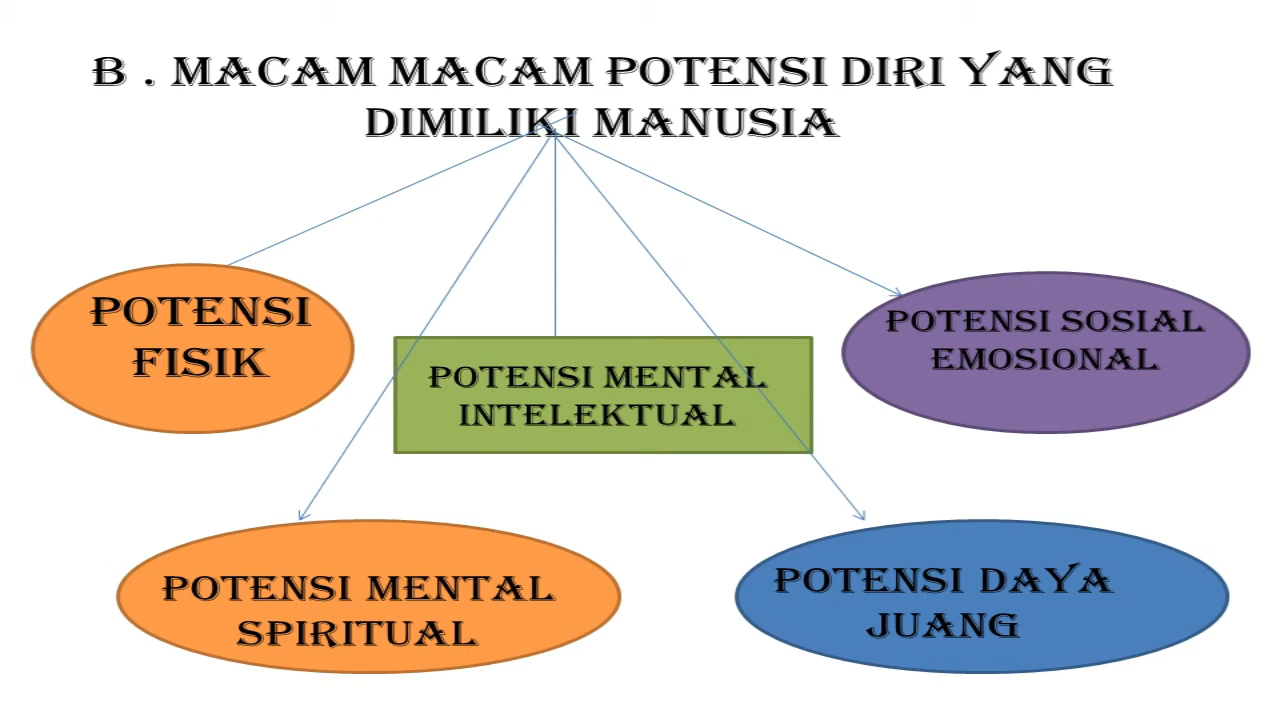 B . MACAM MACAM POTENSI DIRI YANG
DIMILIKI MANUSIA
POTENSI
FISIK
POTENSI MENTAL
INTELEKTUAL
POTENSI SOSIAL
EMOSIONAL
POTENSI MENTAL
SPIRITUAL
POTENSI DAYA
JUANG